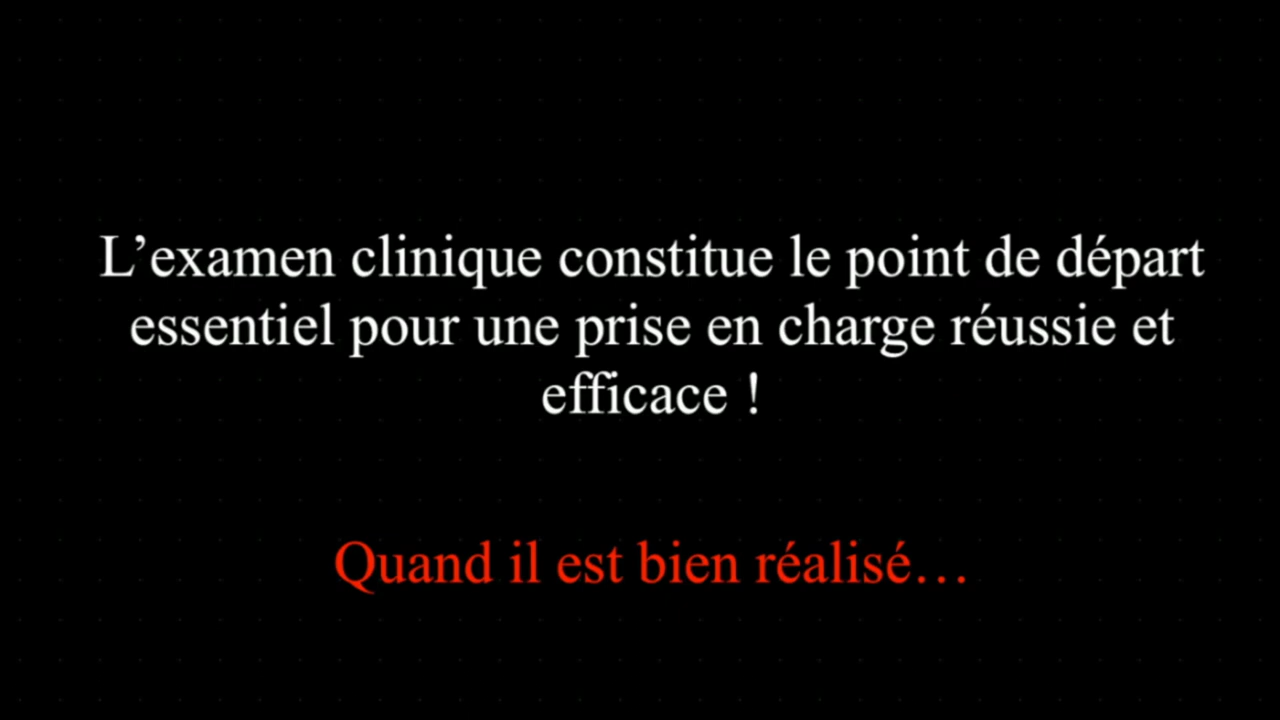 L’examen clinique constitue le point de départ
essentiel pour une prise en charge réussie et
efficace !
Quand il est bien réalisé…